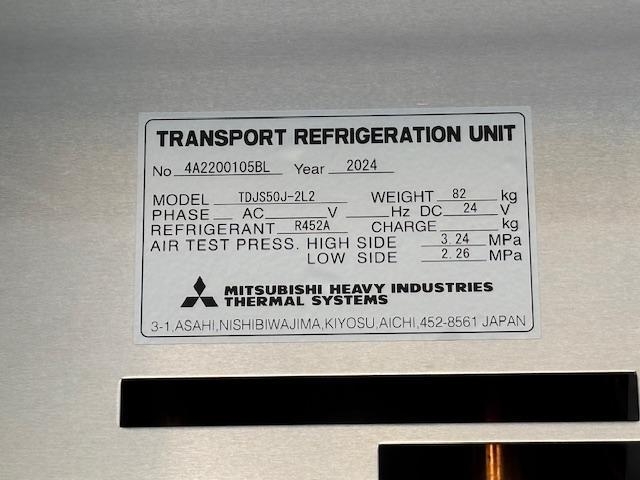 TRANSPORT REFRIGERATION UNIT
No 4A2200105BL Year 2024
MODEL TDJS50J-2L2 WEIGHT 82 kg
PHASE AC V Hz DC 24 V
REFRIGERANT R452A CHARGE kg
AIR TEST PRESS. HIGH SIDE 3.24 MPa
LOW SIDE 2.26 MPa
MITSUBISHI HEAVY INDUSTRIES
THERMAL SYSTEMS
3-1,ASAHI,NISHIBIWAJIMA,KIYOSU,AICHI,452-8561 JAPAN